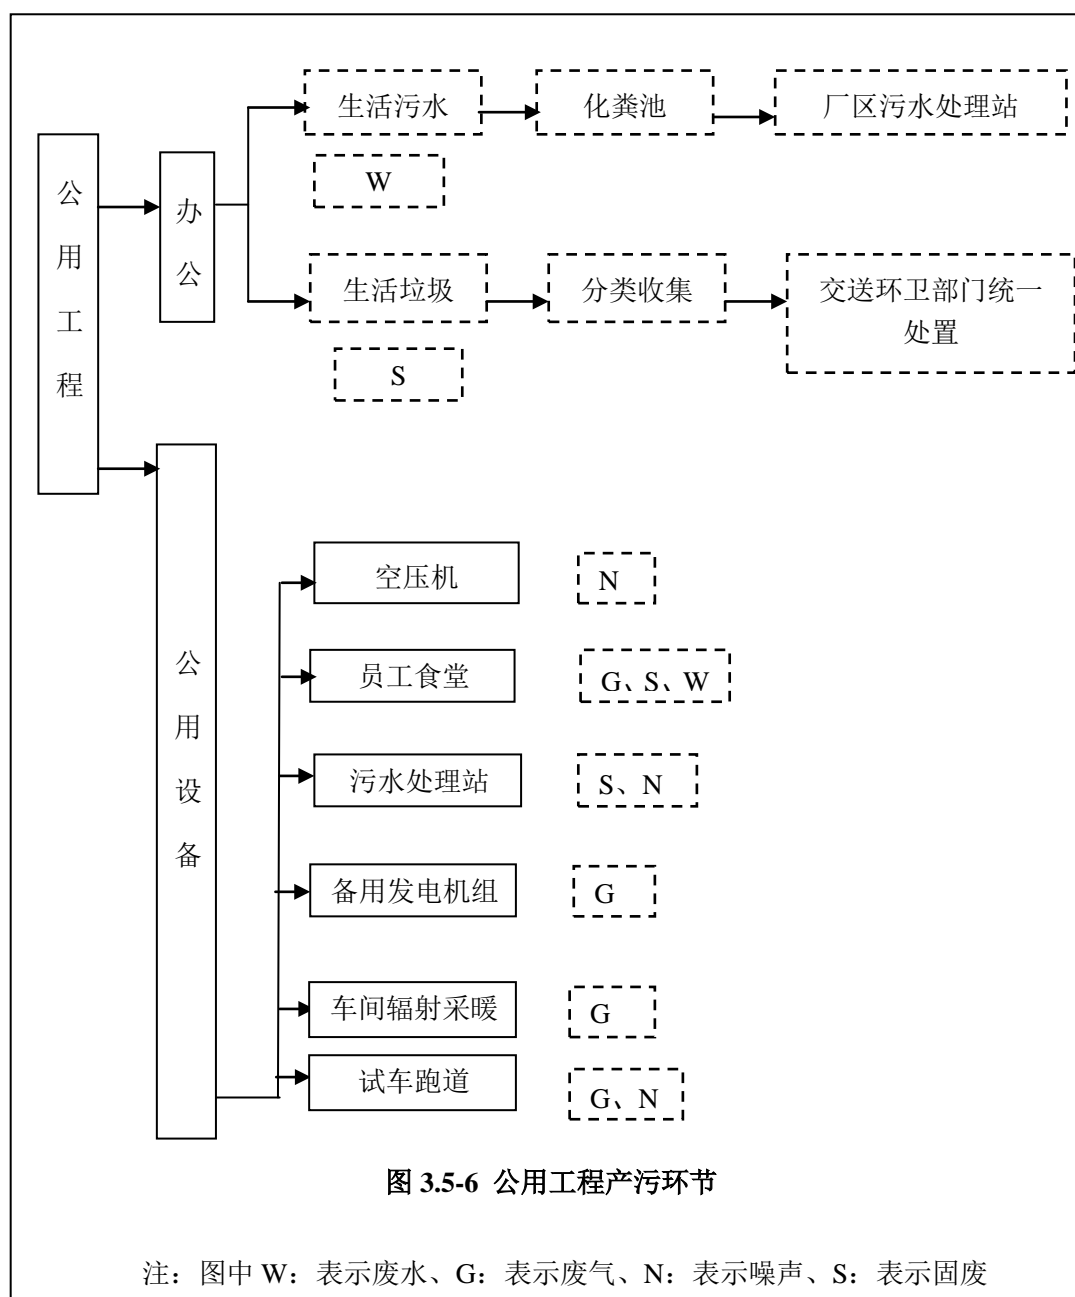 公用工程
办公
生活污水
化粪池
厂区污水处理站
W
生活垃圾
分类收集
交送环卫部门统一
处置
S
公用设备
空压机
N
员工食堂
G、S、W
污水处理站
S、N
备用发电机组
G
车间辐射采暖
G
试车跑道
G、N
图 3.5-6 公用工程产污环节
注：图中 W：表示废水、G：表示废气、N：表示噪声、S：表示固废